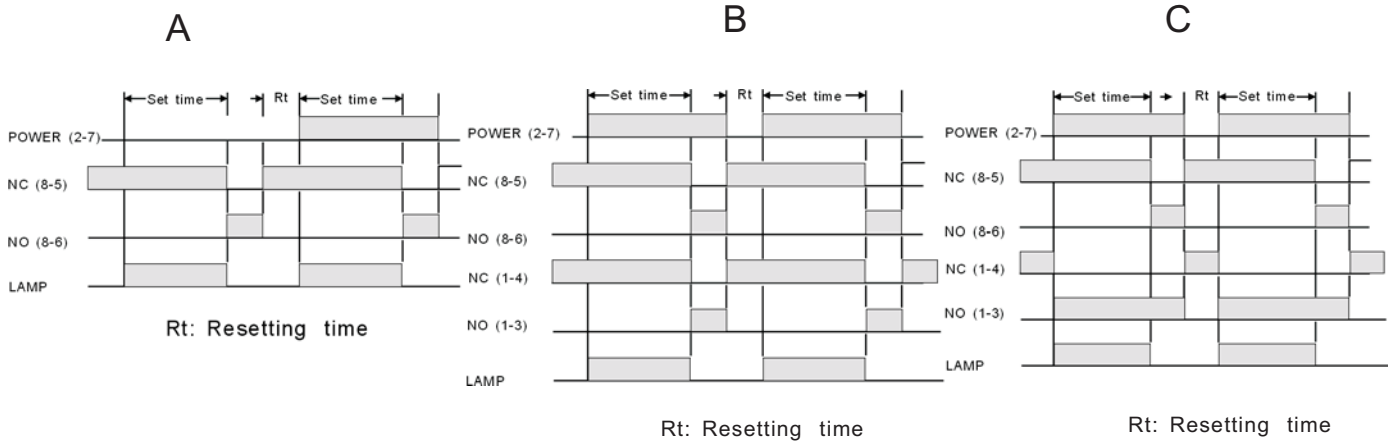 A
Set time Rt Set time
POWER (2-7)
NC (8-5)
NO (8-6)
LAMP
Rt: Resetting time
B
Set time Rt Set time
POWER (2-7)
NC (8-5)
NO (8-6)
NC (1-4)
NO (1-3)
LAMP
Rt: Resetting time
C
Set time Rt Set time
POWER (2-7)
NC (8-5)
NO (8-6)
NC (1-4)
NO (1-3)
LAMP
Rt: Resetting time